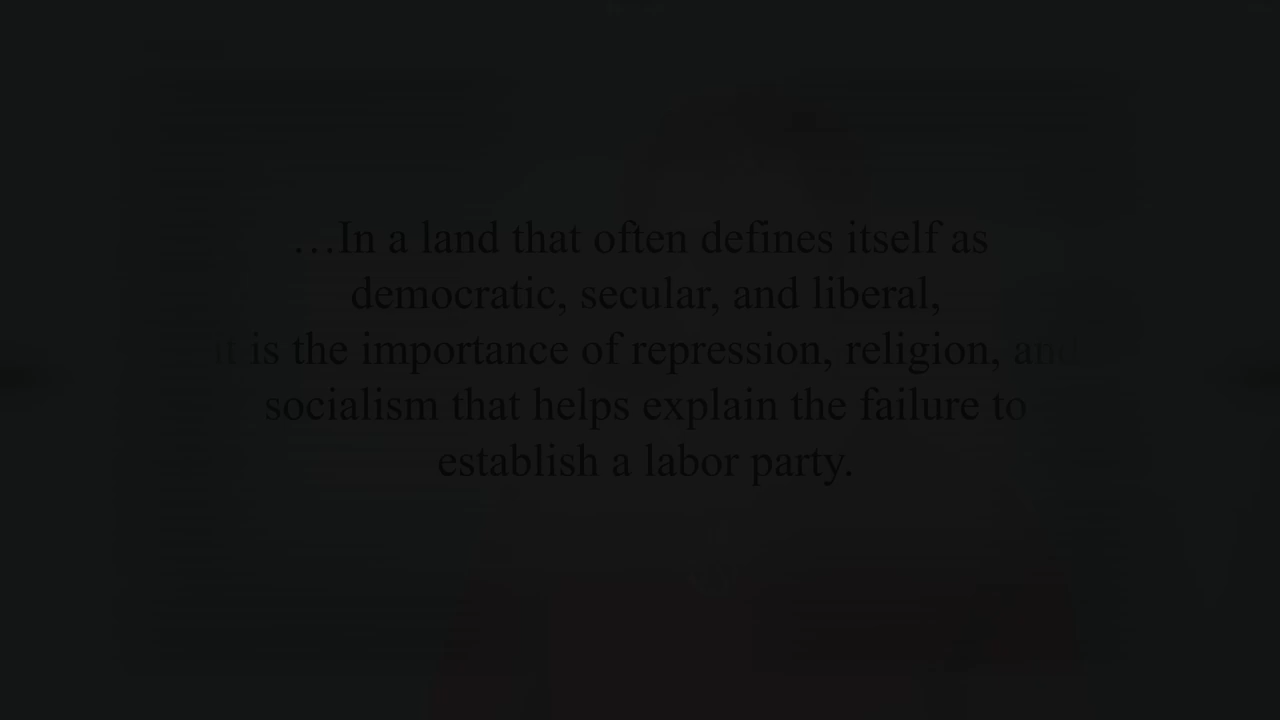 …In a land that often defines itself as
democratic, secular, and liberal,
it is the importance of repression, religion, and
socialism that helps explain the failure to
establish a labor party.